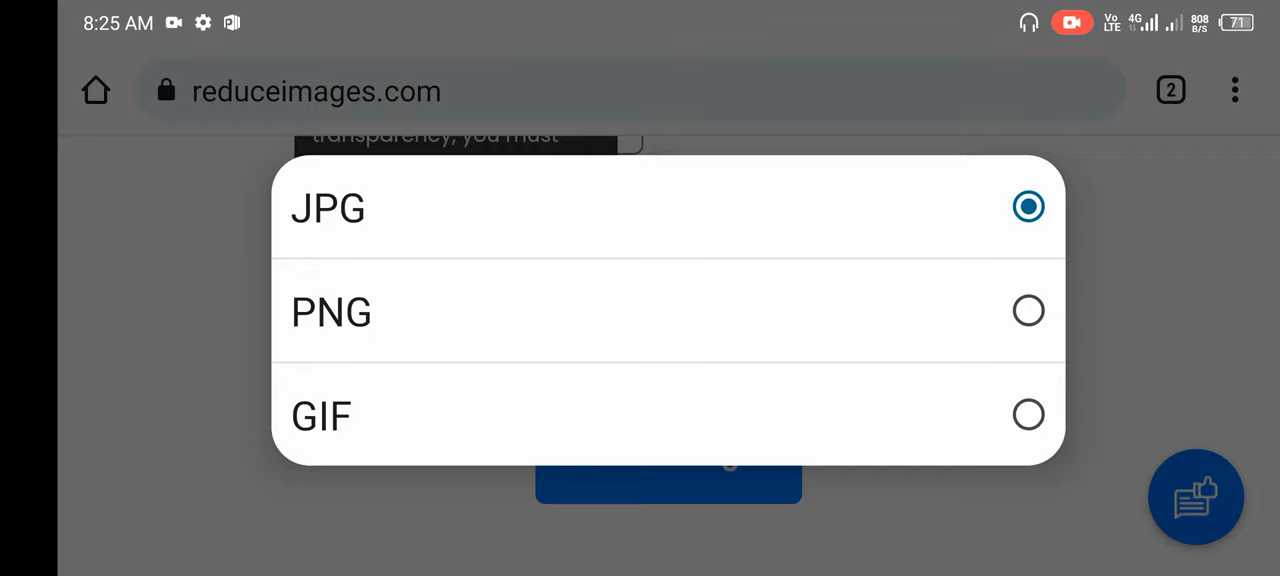 8:25 AM
Vo LTE 4G 808 B/S 71
reduceimages.com
2
transparency, you must
JPG
PNG
GIF